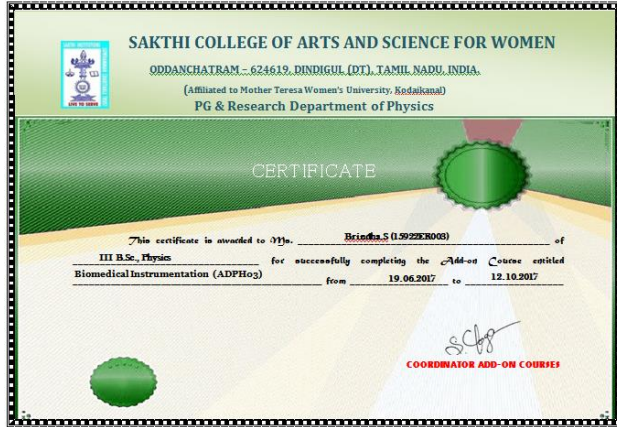 SAKTHI COLLEGE OF ARTS AND SCIENCE FOR WOMEN
ODDANCHATRAM – 624619, DINDIGUL (DT), TAMIL NADU, INDIA.
(Affiliated to Mother Teresa Women's University, Kodaikanal)
PG & Research Department of Physics
CERTIFICATE
This certificate is awarded to Ms. Brindha.S of
III B.Sc., Physics for successfully completing the Add-on Course entitled
Biomedical Instrumentation (ADPH03) from 19.06.2017 to 12.10.2017
COORDINATOR ADD-ON COURSES